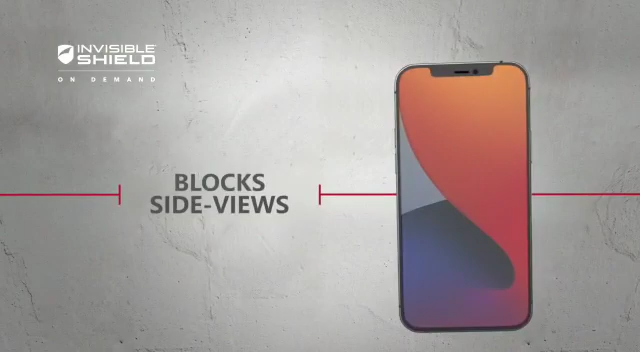 INVISIBLE
SHIELD
ON DEMAND
BLOCKS
SIDE-VIEWS